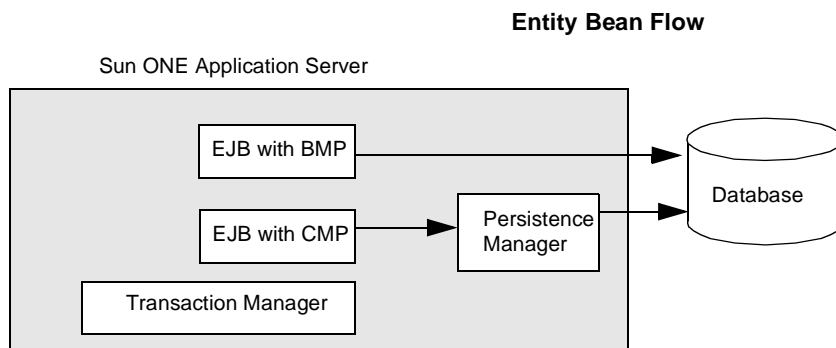 Entity Bean Flow
Sun ONE Application Server
EJB with BMP
Database
EJB with CMP
Persistence
Manager
Transaction Manager